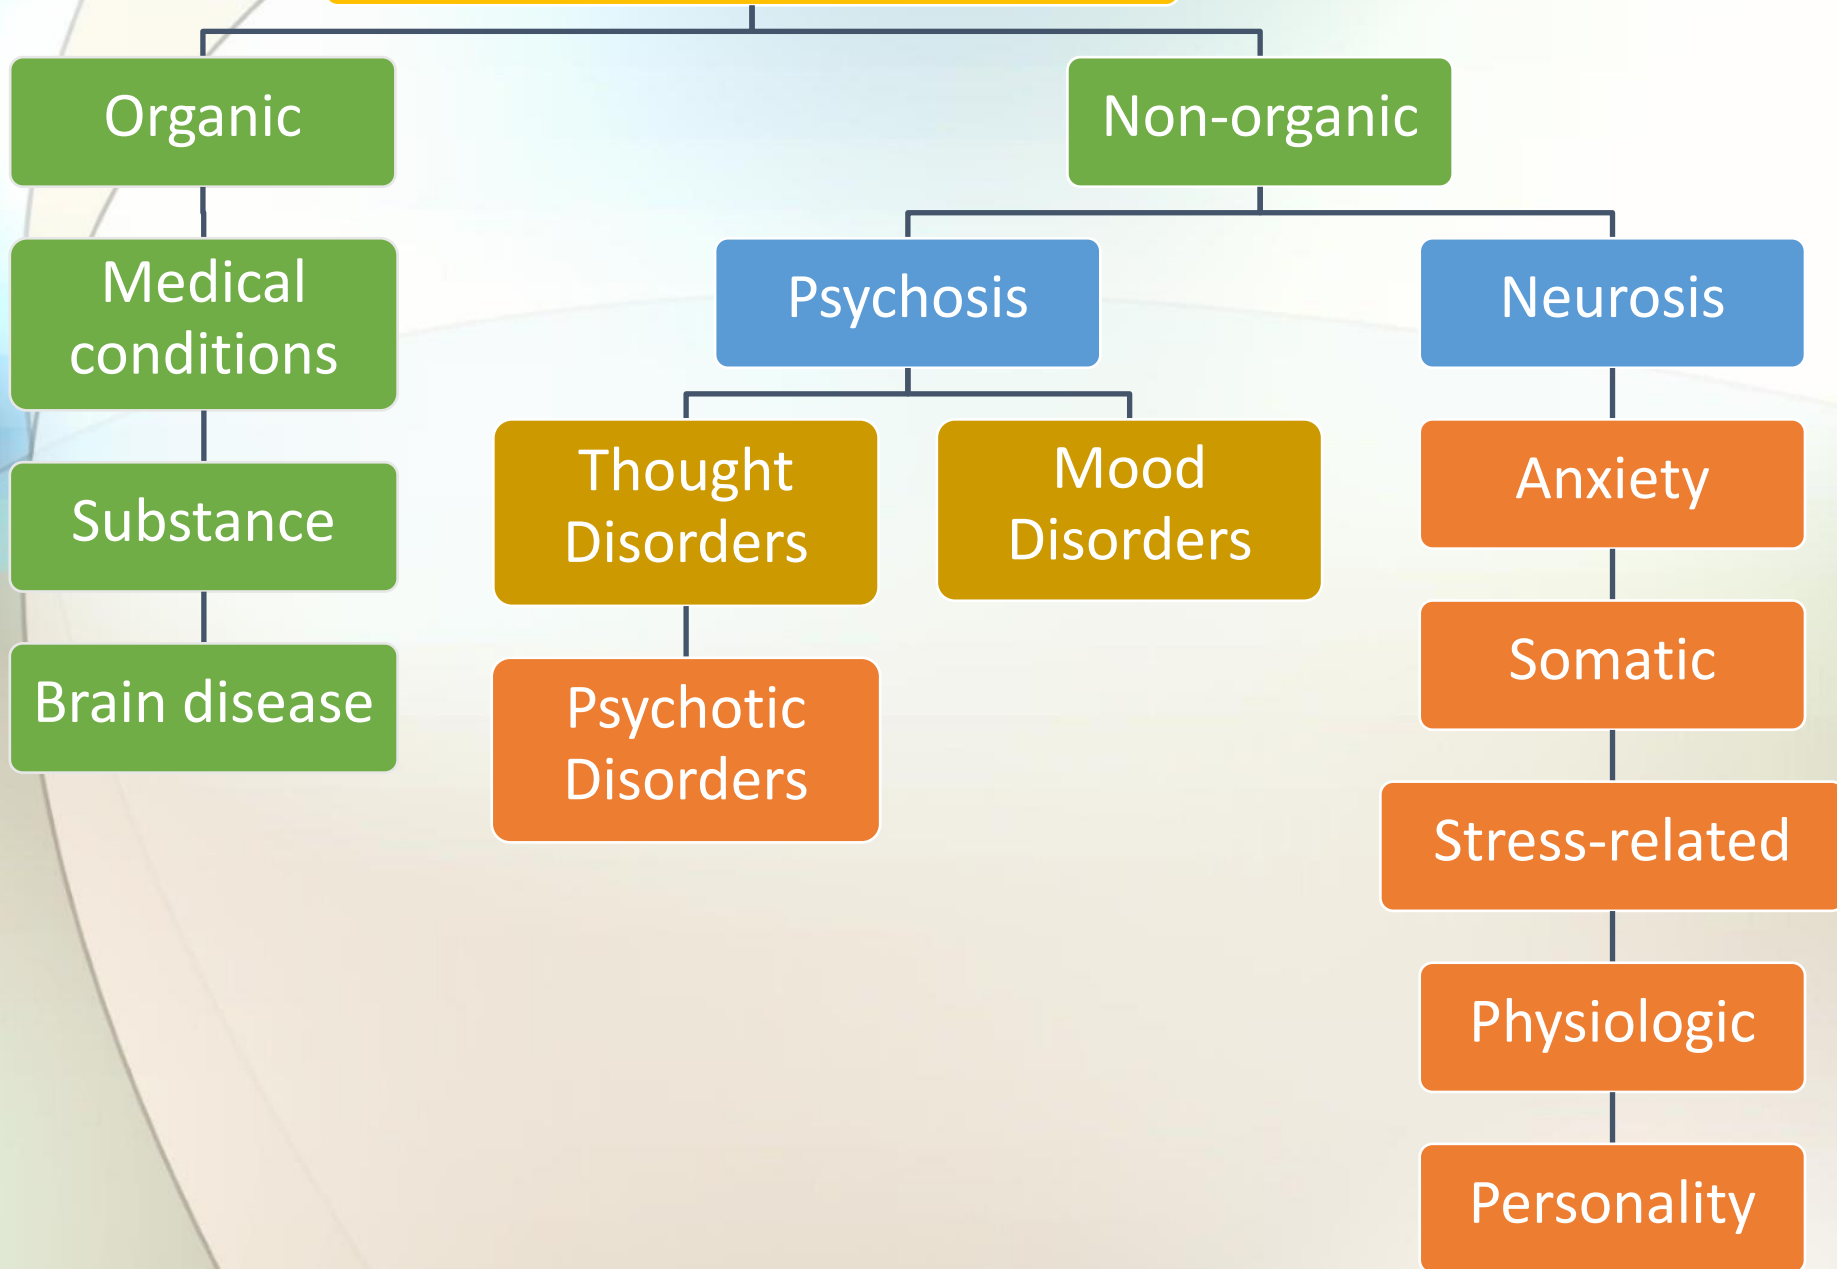 Organic
Non-organic
Medical
conditions
Psychosis
Neurosis
Substance
Thought
Disorders
Mood
Disorders
Anxiety
Brain disease
Psychotic
Disorders
Somatic
Stress-related
Physiologic
Personality